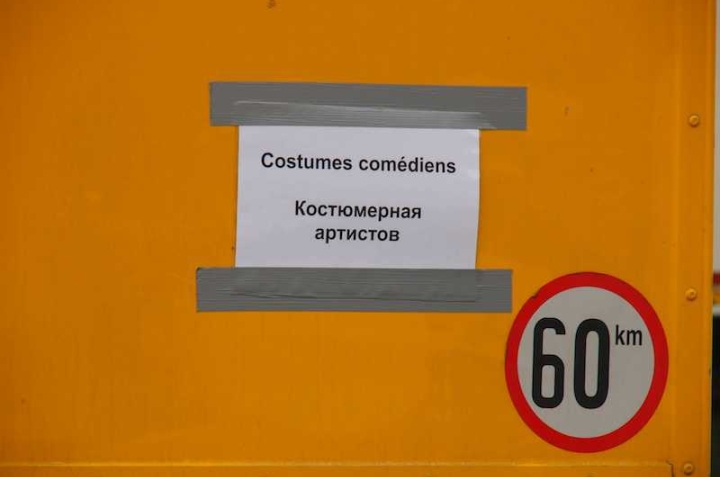 Costumes comédiens
Костюмерная
артистов
60 km